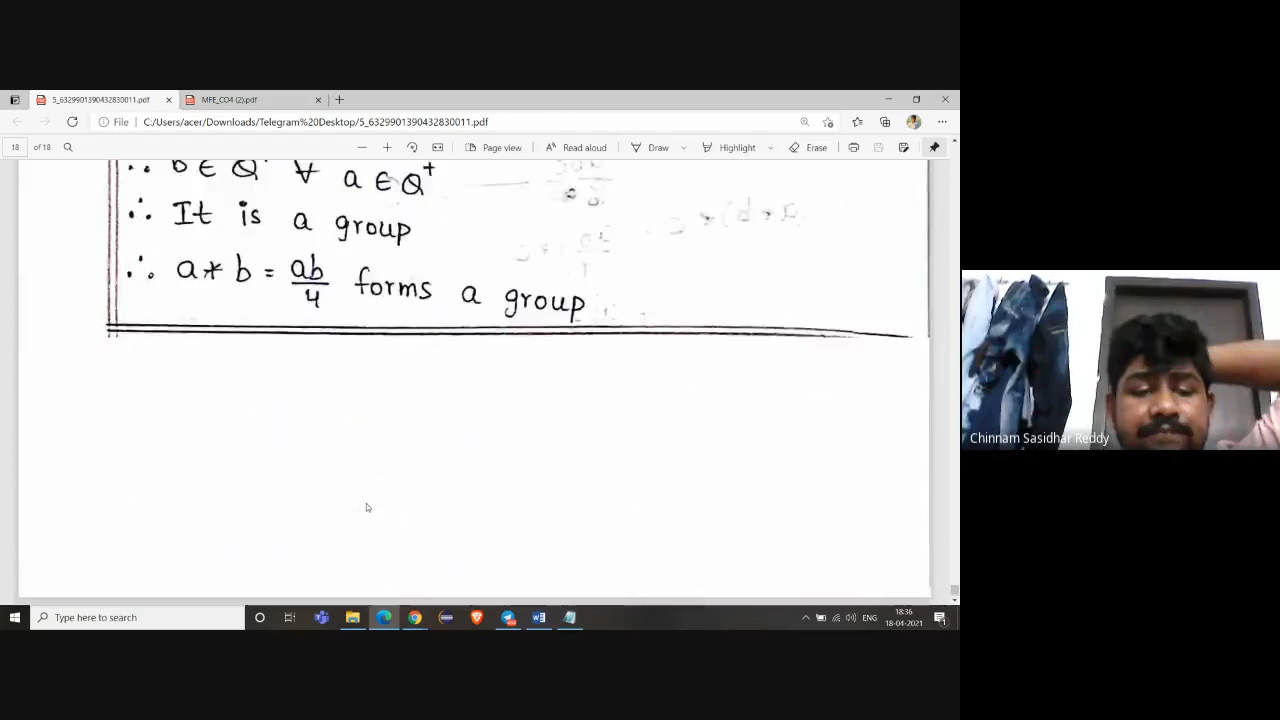 5_6329901390432830011.pdf
MFE_CO4 (2).pdf
File
C:/Users/acer/Downloads/Telegram%20Desktop/5_6329901390432830011.pdf
18 of 18
Page view
Read aloud
Draw
Highlight
Erase
∴ b ∈ Q⁺ ∀ a ∈ Q⁺
∴ It is a group
∴ a * b = ab/4 forms a group
Chinnam Sasidhar Reddy
Type here to search
ENG
18:36
18-04-2021